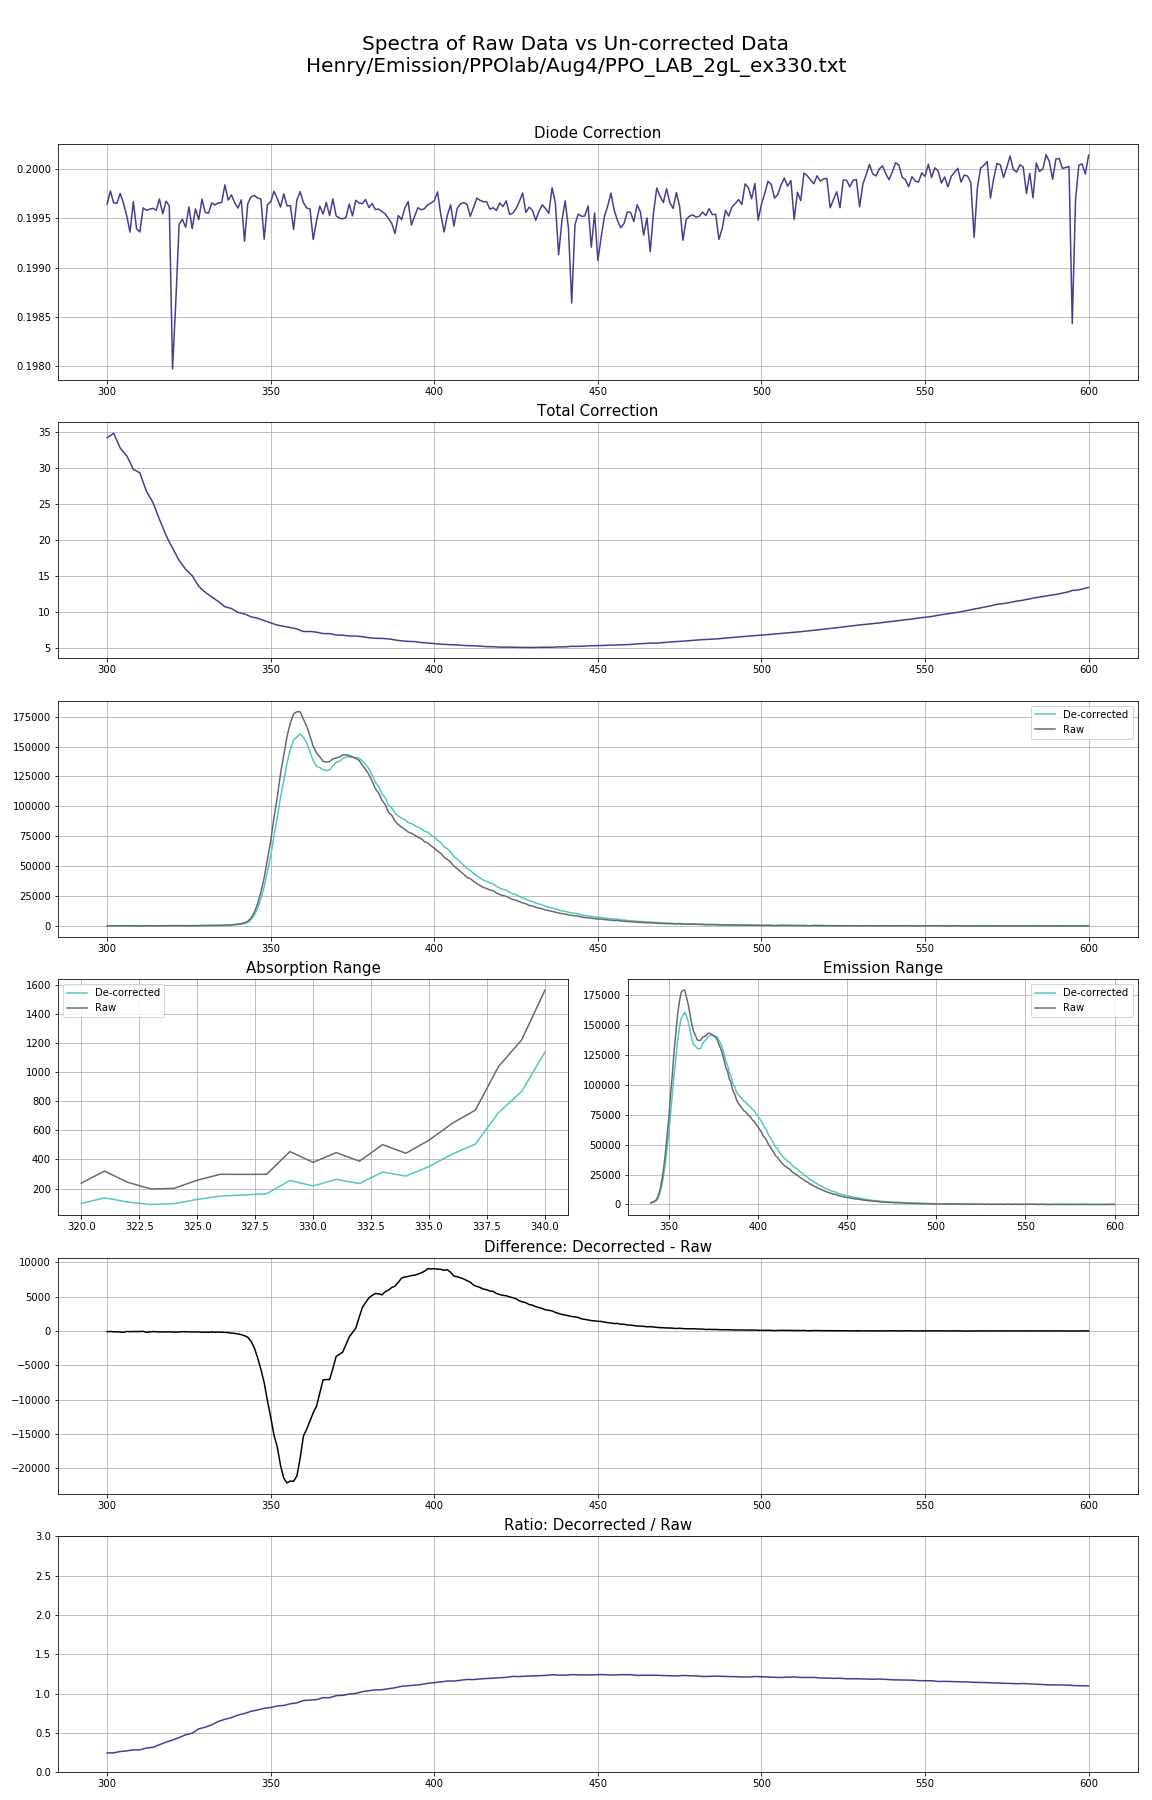 Spectra of Raw Data vs Un-corrected Data
Henry/Emission/PPOlab/Aug4/PPO_LAB_2gL_ex330.txt
Diode Correction
0.2000
0.1995
0.1990
0.1985
0.1980
300 350 400 450 500 550 600
Total Correction
35
30
25
20
15
10
5
300 350 400 450 500 550 600
De-corrected
Raw
175000
150000
125000
100000
75000
50000
25000
0
300 350 400 450 500 550 600
Absorption Range
De-corrected
Raw
1600
1400
1200
1000
800
600
400
200
320.0 322.5 325.0 327.5 330.0 332.5 335.0 337.5 340.0
Emission Range
De-corrected
Raw
175000
150000
125000
100000
75000
50000
25000
0
350 400 450 500 550 600
Difference: Decorrected - Raw
10000
5000
0
−5000
−10000
−15000
−20000
300 350 400 450 500 550 600
Ratio: Decorrected / Raw
3.0
2.5
2.0
1.5
1.0
0.5
0.0
300 350 400 450 500 550 600